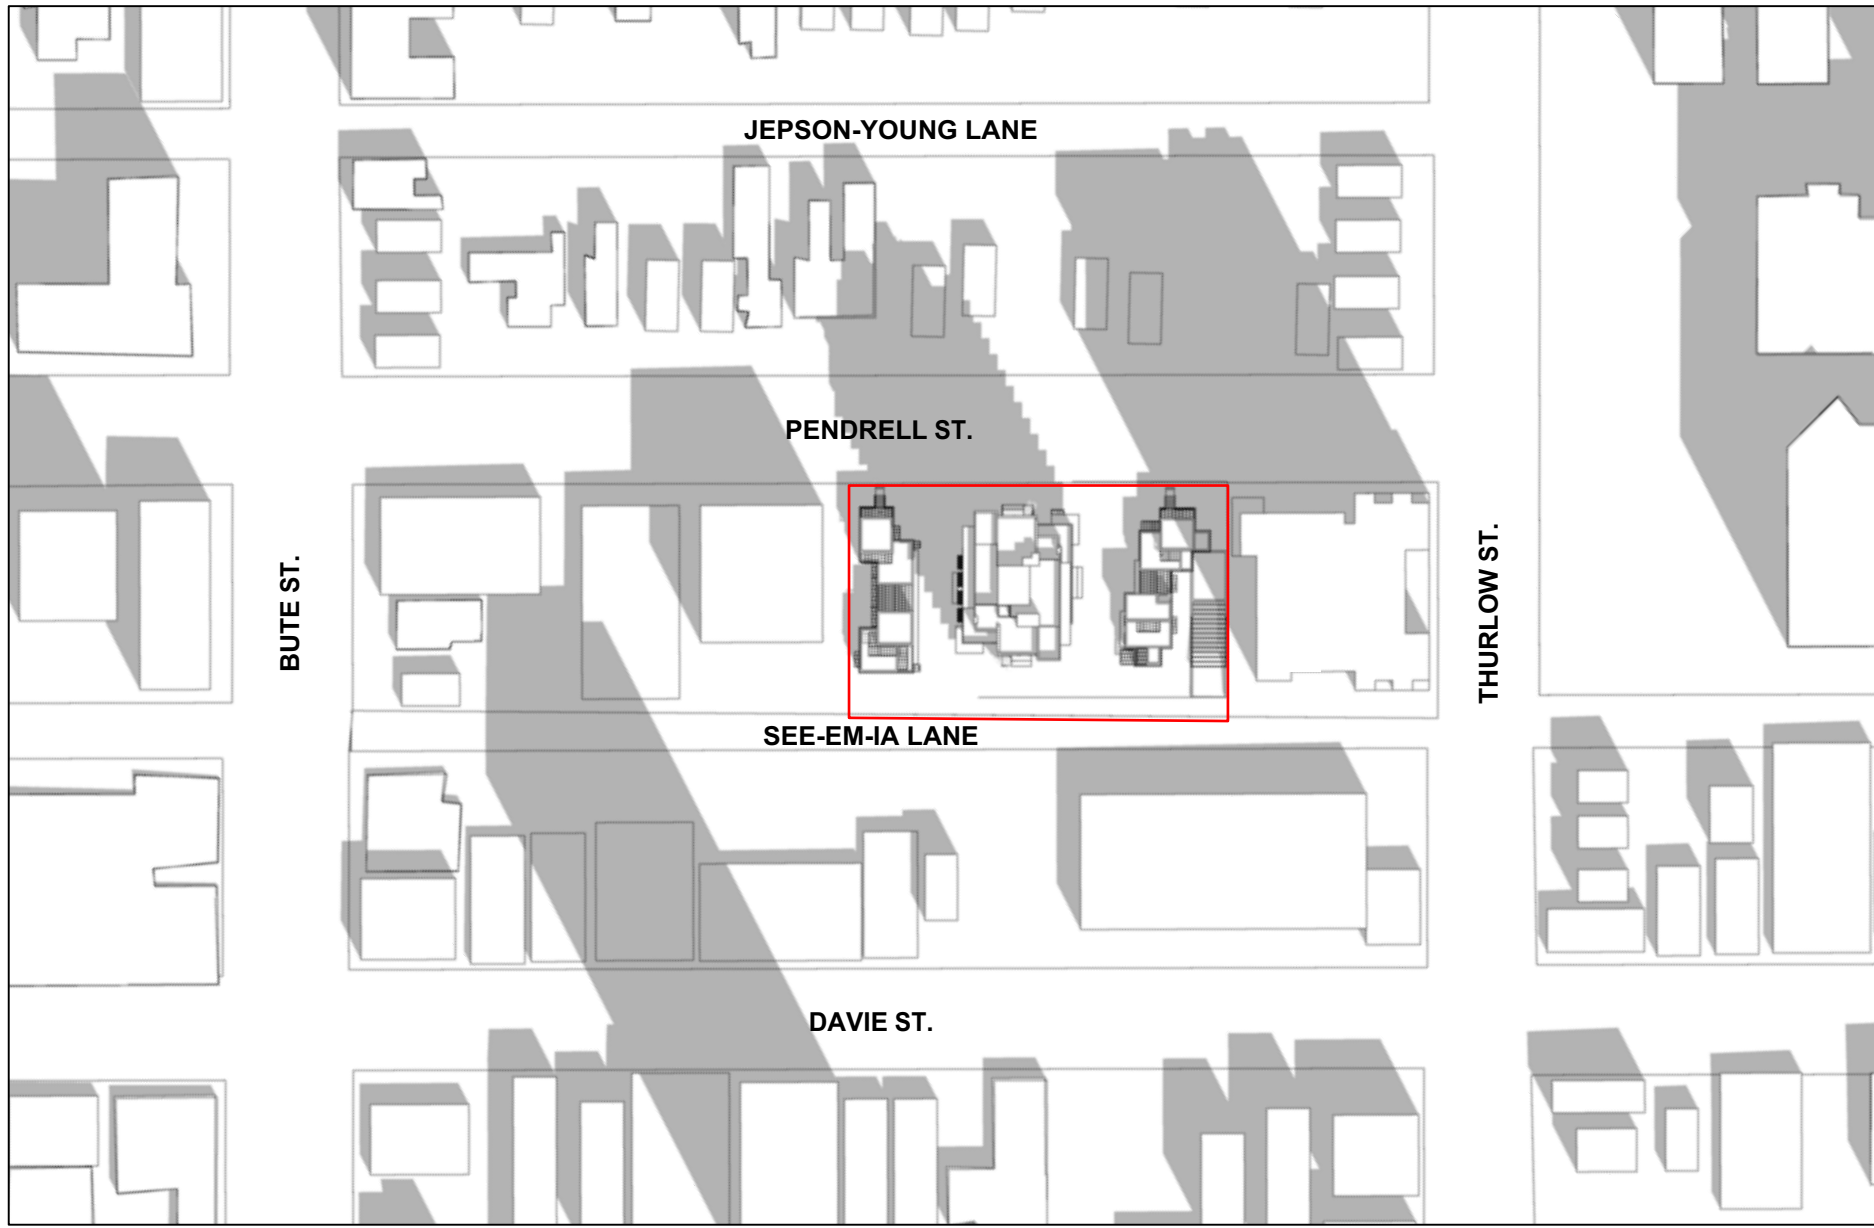 JEPSON-YOUNG LANE
PENDRELL ST.
BUTE ST.
THURLOW ST.
SEE-EM-IA LANE
DAVIE ST.